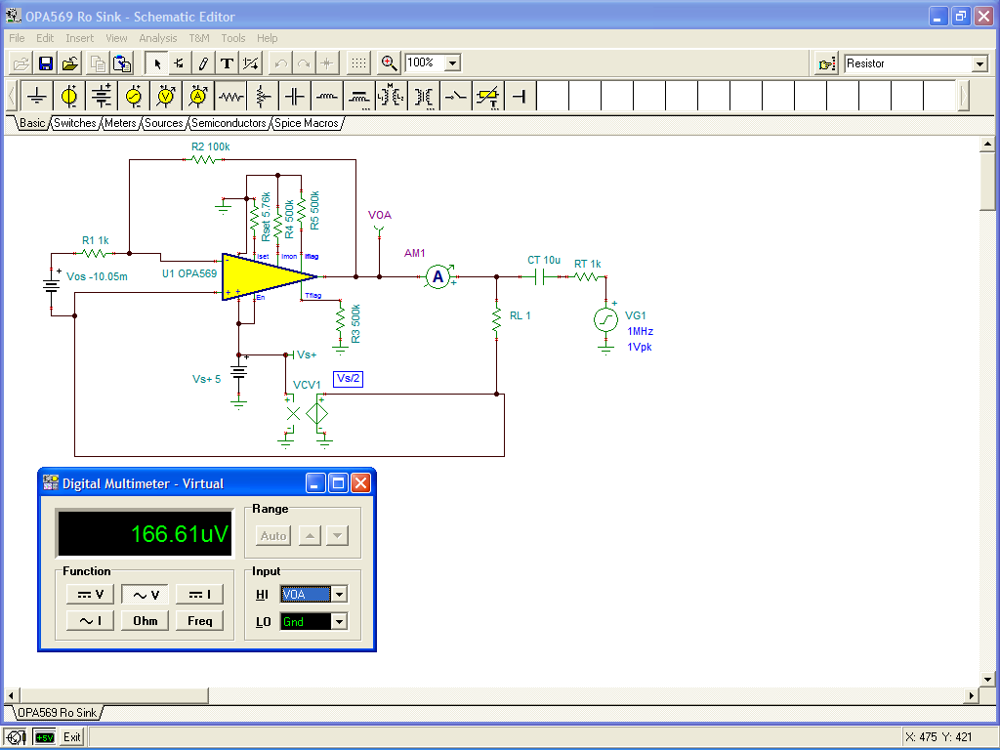 OPA569 Ro Sink - Schematic Editor
File Edit Insert View Analysis T&M Tools Help
T 100% Resistor
Basic Switches Meters Sources Semiconductors Spice Macros
R2 100k
Rset 5.76k
R4 500k
R5 500k
VOA
R1 1k
Iset Imon Iflag
AM1
CT 10u RT 1k
Vos -10.05m
U1 OPA569
A
En
Tflag
R3 500k
RL 1
VG1
1MHz
1Vpk
Vs+
Vs+ 5
VCV1
Vs/2
Digital Multimeter - Virtual
166.61uV
Range
Auto
Function
V
V
I
I
Ohm
Freq
Input
HI VOA
LO Gnd
OPA569 Ro Sink
+5V Exit X: 475 Y: 421